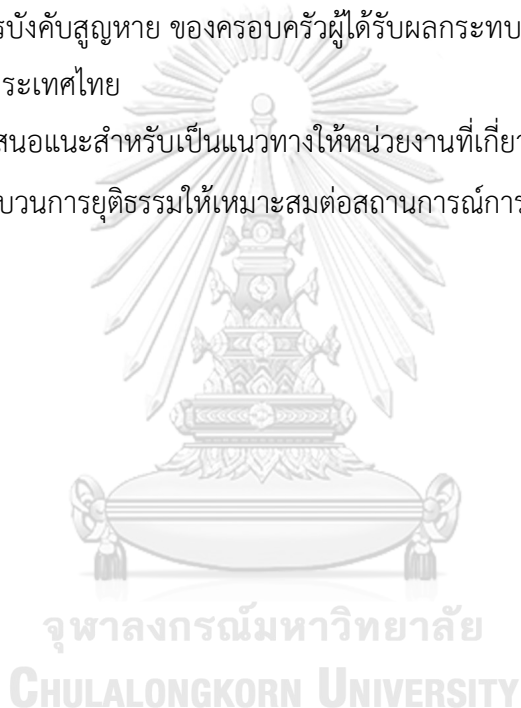 รบังคับสูญหาย ของครอบครัวผู้ได้รับผลกระทบ
ระเทศไทย
สนอแนะสำหรับเป็นแนวทางให้หน่วยงานที่เกี่ย
บวนการยุติธรรมให้เหมาะสมต่อสถานการณ์การ
จุฬาลงกรณ์มหาวิทยาลัย
CHULALONGKORN UNIVERSITY